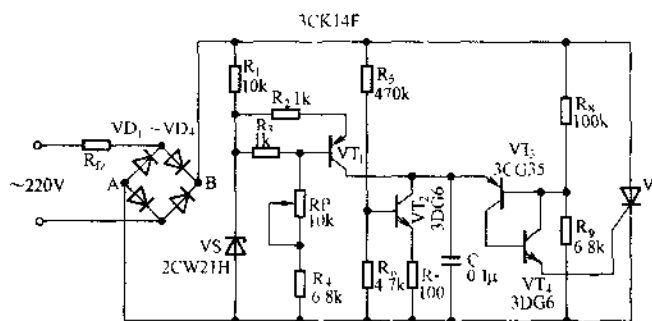 3CK14F
R₁
10k
R₂ 1k
R₃
1k
VT₁
R₅
470k
R₈
100k
VD₁ ~VD₄
A
B
~220V
VS
2CW21H
RP
10k
R₄
6.8k
VT₂
3DG6
VT₃
3CG35
R₆
4.7k
R₇
100
C
0.1μ
VT₄
3DG6
R₉
6.8k
V